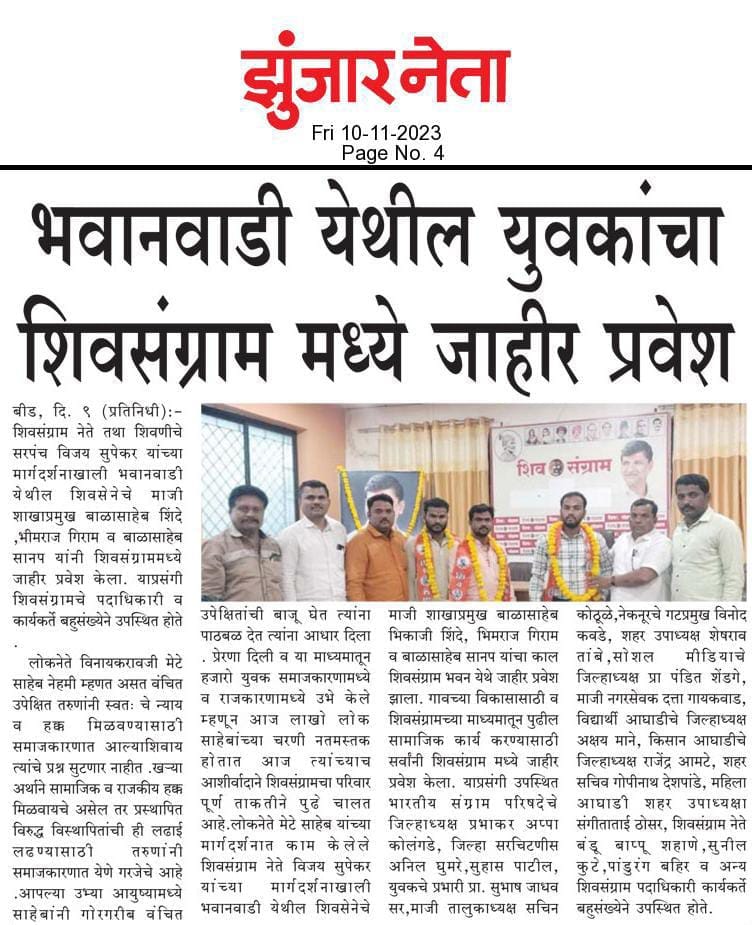 झुंजार नेता
Fri 10-11-2023
Page No. 4
भवानवाडी येथील युवकांचा
शिवसंग्राम मध्ये जाहीर प्रवेश
बीड, दि. ९ (प्रतिनिधी):-
शिवसंग्राम नेते तथा शिवणीचे
सरपंच विजय सुपेकर यांच्या
मार्गदर्शनाखाली भवानवाडी
येथील शिवसेनेचे माजी
शाखाप्रमुख बाळासाहेब शिंदे
,भीमराज गिराम व बाळासाहेब
सानप यांनी शिवसंग्राममध्ये
जाहीर प्रवेश केला. याप्रसंगी
शिवसंग्रामचे पदाधिकारी व
कार्यकर्ते बहुसंख्येने उपस्थित होते
.
लोकनेते विनायकरावजी मेटे
साहेब नेहमी म्हणत असत वंचित
उपेक्षित तरुणांनी स्वतः चे न्याय
व हक्क मिळवण्यासाठी
समाजकारणात आल्याशिवाय
त्यांचे प्रश्न सुटणार नाहीत .खऱ्या
अर्थाने सामाजिक व राजकीय हक्क
मिळवायचे असेल तर प्रस्थापित
विरुद्ध विस्थापितांची ही लढाई
लढण्यासाठी तरुणांनी
समाजकारणात येणे गरजेचे आहे
.आपल्या उभ्या आयुष्यामध्ये
साहेबांनी गोरगरीब वंचित
शिव संग्राम
उपेक्षितांची बाजू घेत त्यांना
पाठबळ देत त्यांना आधार दिला
. प्रेरणा दिली व या माध्यमातून
हजारो युवक समाजकारणामध्ये
व राजकारणामध्ये उभे केले
म्हणून आज लाखो लोक
साहेबांच्या चरणी नतमस्तक
होतात आज त्यांच्याच
आशीर्वादाने शिवसंग्रामचा परिवार
पूर्ण ताकतीने पुढे चालत
आहे.लोकनेते मेटे साहेब यांच्या
मार्गदर्शनात काम केलेले
शिवसंग्राम नेते विजय सुपेकर
यांच्या मार्गदर्शनाखाली
भवानवाडी येथील शिवसेनेचे
माजी शाखाप्रमुख बाळासाहेब
भिकाजी शिंदे, भिमराज गिराम
व बाळासाहेब सानप यांचा काल
शिवसंग्राम भवन येथे जाहीर प्रवेश
झाला. गावच्या विकासासाठी व
शिवसंग्रामच्या माध्यमातून पुढील
सामाजिक कार्य करण्यासाठी
सर्वांनी शिवसंग्राम मध्ये जाहीर
प्रवेश केला. याप्रसंगी उपस्थित
भारतीय संग्राम परिषदेचे
जिल्हाध्यक्ष प्रभाकर अप्पा
कोलंगडे, जिल्हा सरचिटणीस
अनिल घुमरे,सुहास पाटील,
युवकचे प्रभारी प्रा. सुभाष जाधव
सर,माजी तालुकाध्यक्ष सचिन
कोठूळे,नेकनूरचे गटप्रमुख विनोद
कवडे, शहर उपाध्यक्ष शेषराव
तांबे,सोशल मीडियाचे
जिल्हाध्यक्ष प्रा पंडित शेंडगे,
माजी नगरसेवक दत्ता गायकवाड,
विद्यार्थी आघाडीचे जिल्हाध्यक्ष
अक्षय माने, किसान आघाडीचे
जिल्हाध्यक्ष राजेंद्र आमटे, शहर
सचिव गोपीनाथ देशपांडे, महिला
आघाडी शहर उपाध्यक्षा
संगीताताई ठोसर, शिवसंग्राम नेते
बंडू बाप्पू शहाणे,सुनील
कुटे,पांडुरंग बहिर व अन्य
शिवसंग्राम पदाधिकारी कार्यकर्ते
बहुसंख्येने उपस्थित होते.